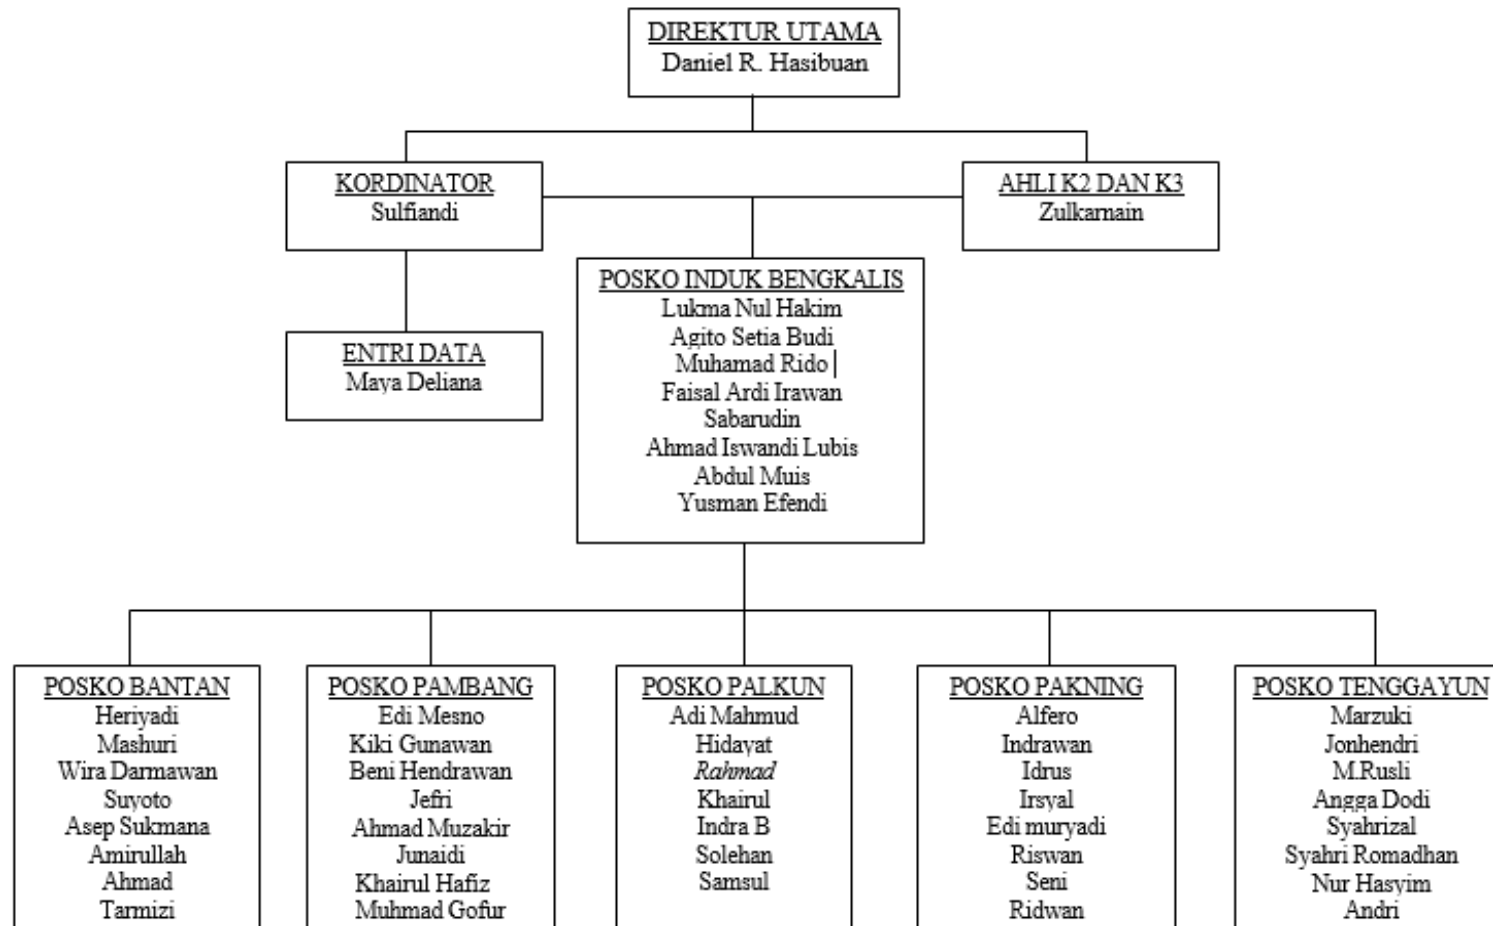 DIREKTUR UTAMA
Daniel R. Hasibuan
KORDINATOR
Sulfiandi
AHLI K2 DAN K3
Zulkarnain
ENTRI DATA
Maya Deliana
POSKO INDUK BENGKALIS
Lukma Nul Hakim
Agito Setia Budi
Muhamad Rido
Faisal Ardi Irawan
Sabarudin
Ahmad Iswandi Lubis
Abdul Muis
Yusman Efendi
POSKO BANTAN
Heriyadi
Mashuri
Wira Darmawan
Suyoto
Asep Sukmana
Amirullah
Ahmad
Tarmizi
POSKO PAMBANG
Edi Mesno
Kiki Gunawan
Beni Hendrawan
Jefri
Ahmad Muzakir
Junaidi
Khairul Hafiz
Muhmad Gofur
POSKO PALKUN
Adi Mahmud
Hidayat
Rahmad
Khairul
Indra B
Solehan
Samsul
POSKO PAKNING
Alfero
Indrawan
Idrus
Irsyal
Edi muryadi
Riswan
Seni
Ridwan
POSKO TENGGAYUN
Marzuki
Jonhendri
M.Rusli
Angga Dodi
Syahrizal
Syahri Romadhan
Nur Hasyim
Andri